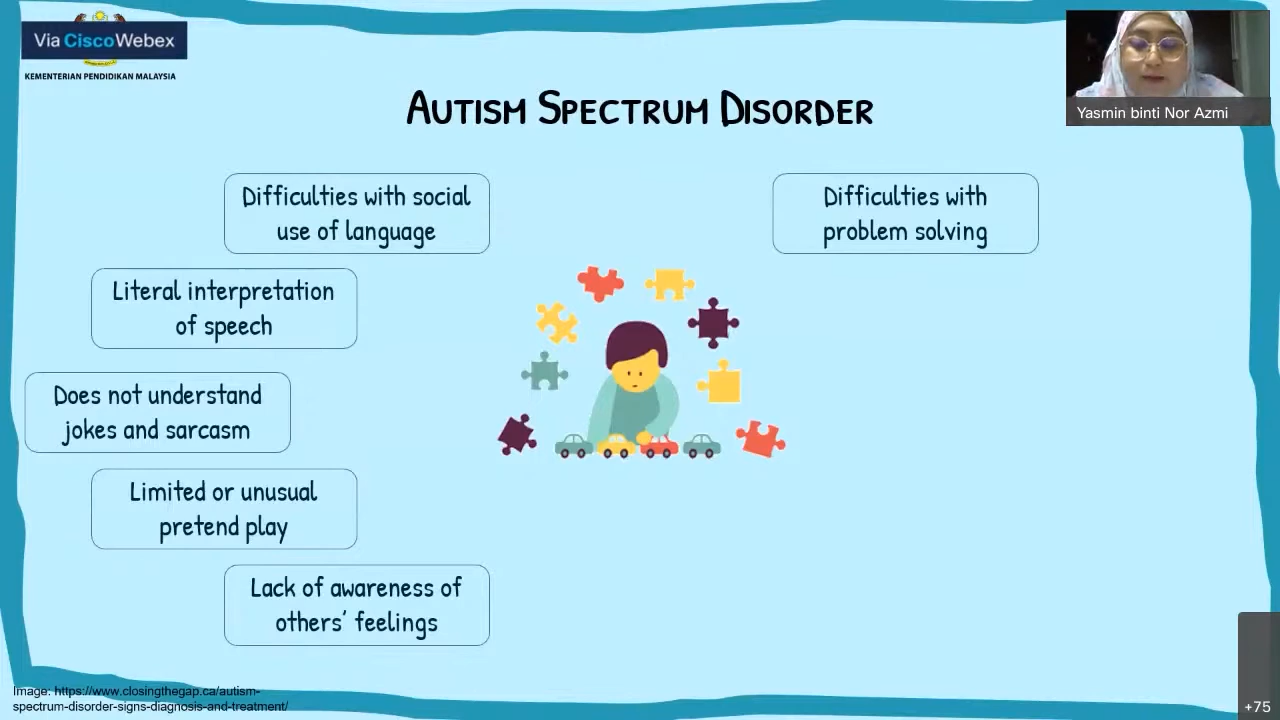 Via Cisco Webex
KEMENTERIAN PENDIDIKAN MALAYSIA
Yasmin binti Nor Azmi
AUTISM SPECTRUM DISORDER
Difficulties with social
use of language
Difficulties with
problem solving
Literal interpretation
of speech
Does not understand
jokes and sarcasm
Limited or unusual
pretend play
Lack of awareness of
others' feelings
Image: https://www.closingthegap.ca/autism-
spectrum-disorder-signs-diagnosis-and-treatment/
+75